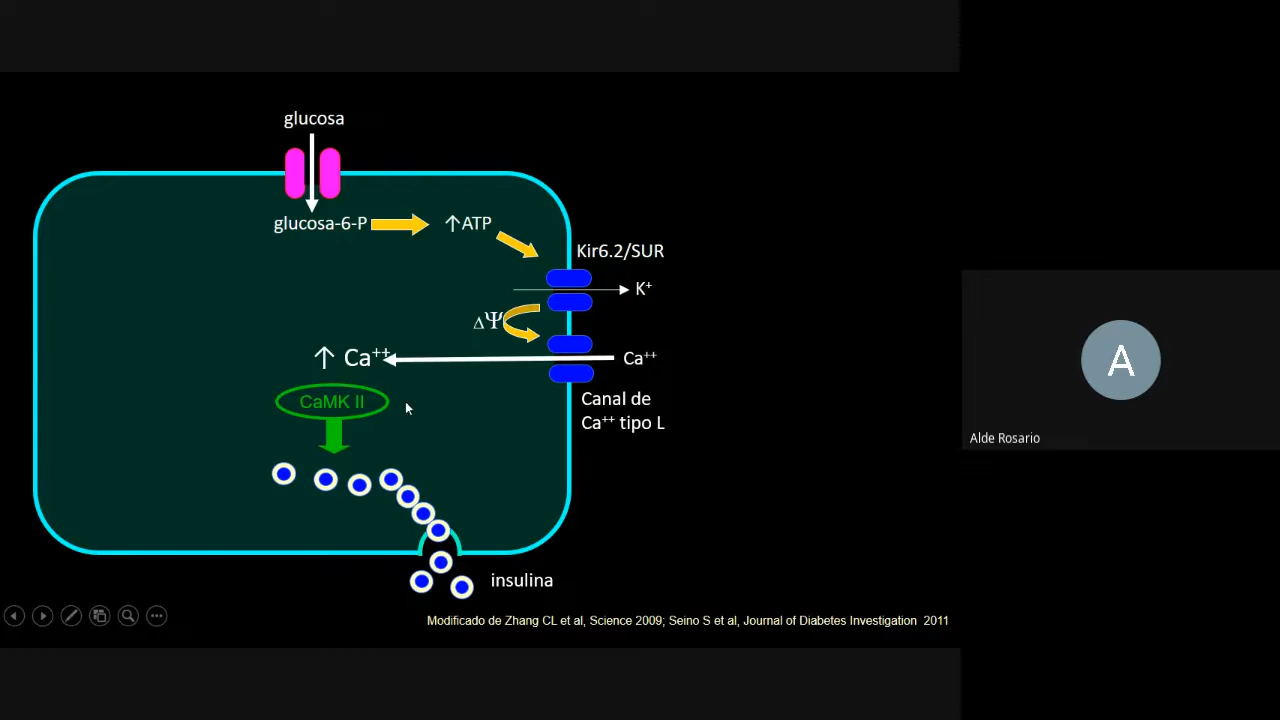 glucosa
glucosa-6-P
↑ATP
Kir6.2/SUR
K⁺
ΔΨ
↑ Ca⁺⁺
Ca⁺⁺
CaMK II
Canal de
Ca⁺⁺ tipo L
insulina
Modificado de Zhang CL et al, Science 2009; Seino S et al, Journal of Diabetes Investigation 2011
A
Alde Rosario